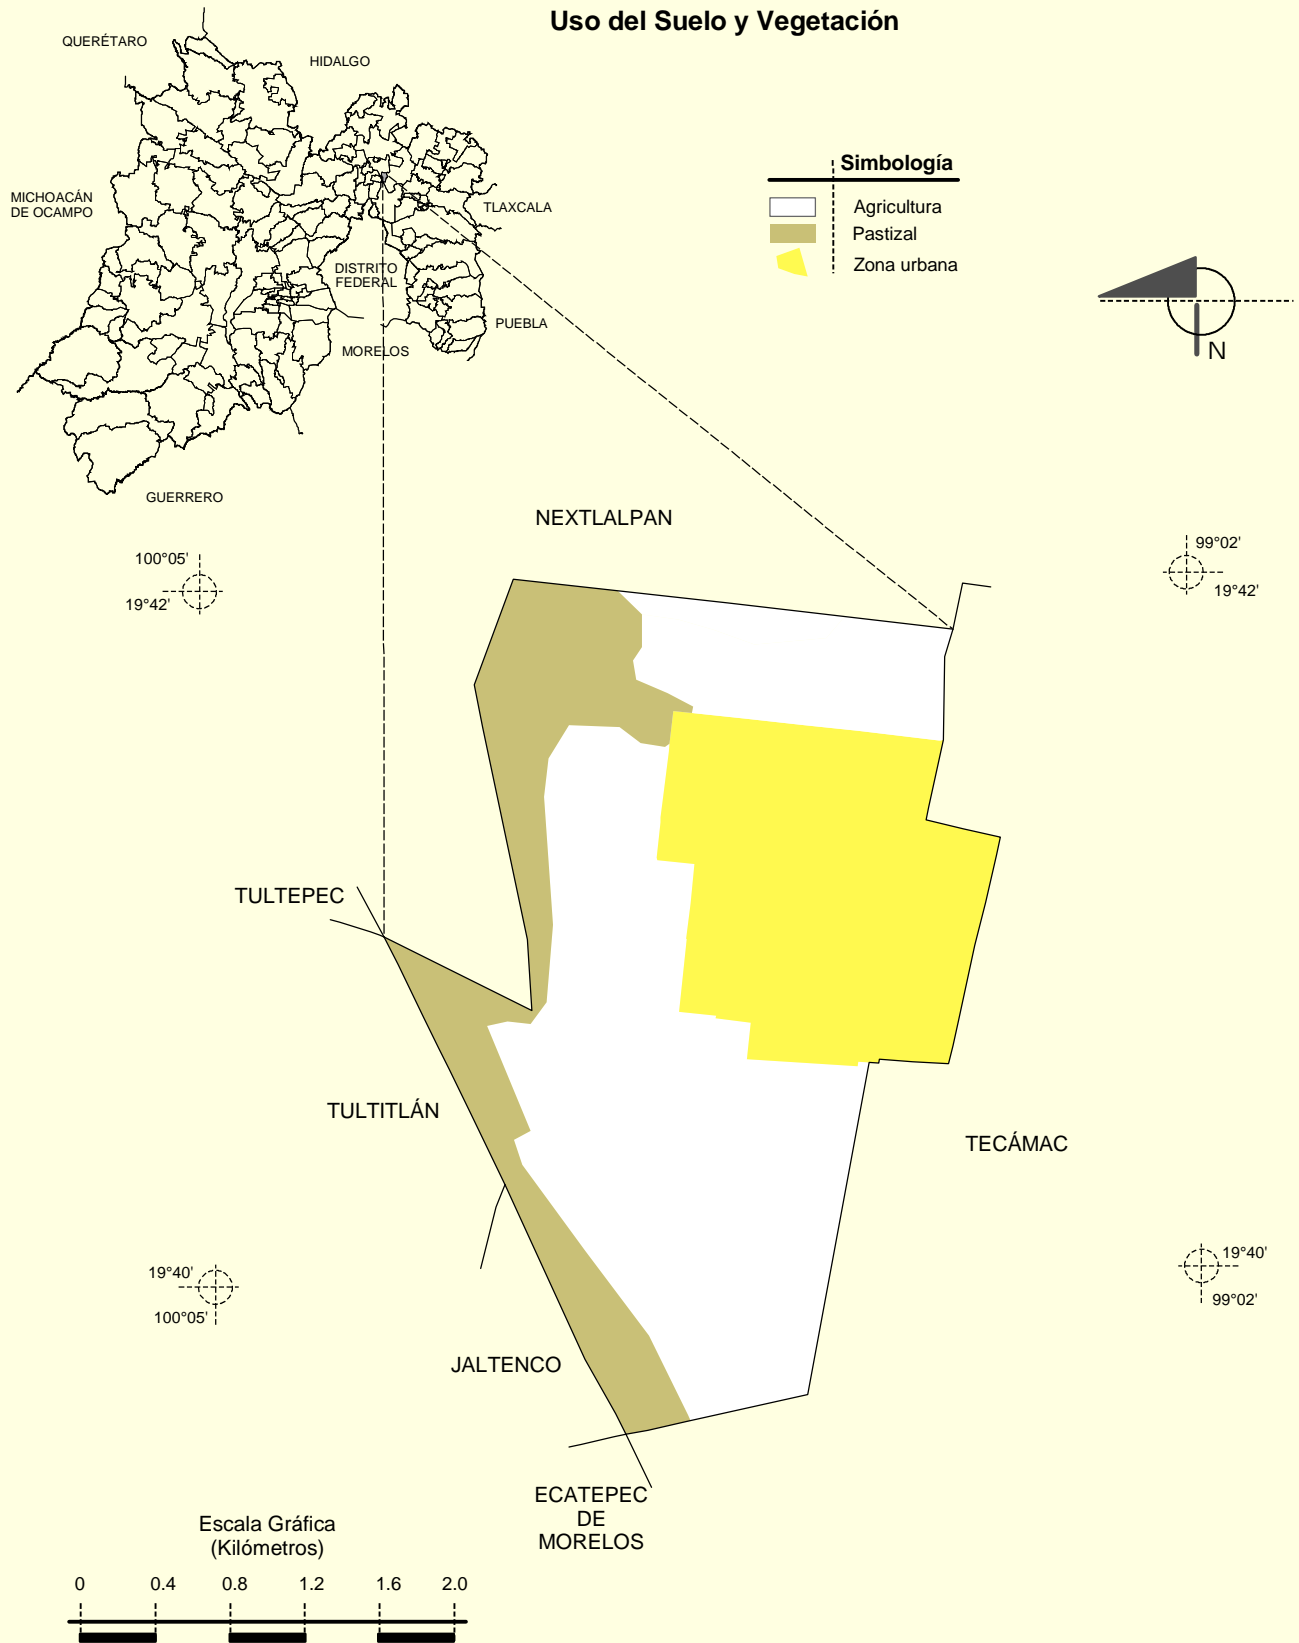 Uso del Suelo y Vegetación
QUERÉTARO
HIDALGO
MICHOACÁN
DE OCAMPO
TLAXCALA
DISTRITO
FEDERAL
PUEBLA
MORELOS
GUERRERO
Simbología
Agricultura
Pastizal
Zona urbana
N
NEXTLALPAN
100°05'
19°42'
99°02'
19°42'
TULTEPEC
TULTITLÁN
TECÁMAC
19°40'
100°05'
19°40'
99°02'
JALTENCO
ECATEPEC
DE
MORELOS
Escala Gráfica
(Kilómetros)
0 0.4 0.8 1.2 1.6 2.0